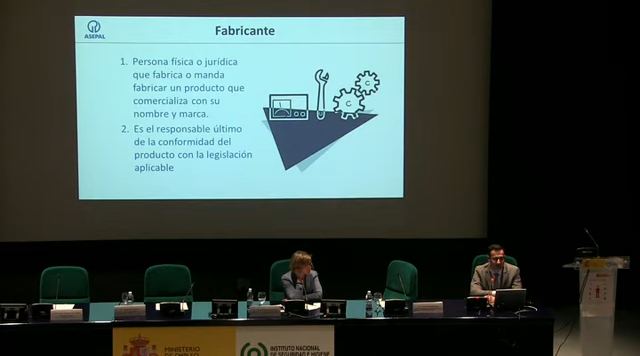 ASEPAL
Fabricante
1. Persona física o jurídica
que fabrica o manda
fabricar un producto que
comercializa con su
nombre y marca.
2. Es el responsable último
de la conformidad del
producto con la legislación
aplicable
C
C
MINISTERIO
DE EMPLEO
INSTITUTO NACIONAL
DE SEGURIDAD E HIGIENE